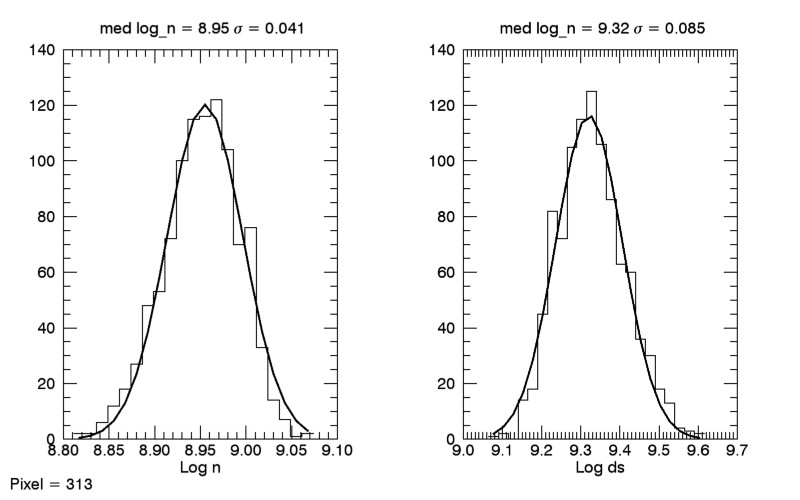 med log_n = 8.95 σ = 0.041
140
120
100
80
60
40
20
0
8.80 8.85 8.90 8.95 9.00 9.05 9.10
Log n
med log_n = 9.32 σ = 0.085
140
120
100
80
60
40
20
0
9.0 9.1 9.2 9.3 9.4 9.5 9.6 9.7
Log ds
Pixel = 313